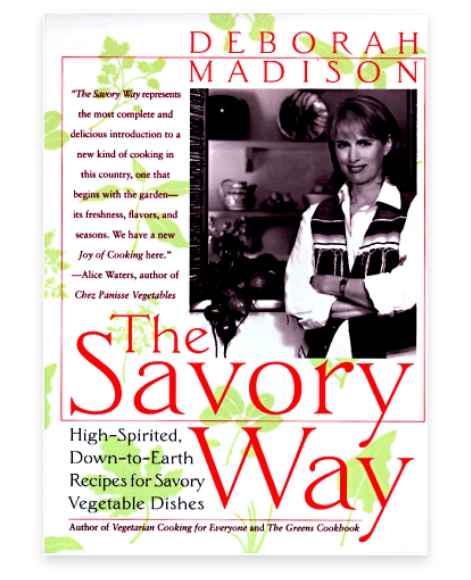 DEBORAH
MADISON
"The Savory Way represents
the most complete and
delicious introduction to a
new kind of cooking in
this country, one that
begins with the garden—
its freshness, flavors, and
seasons. We have a new
Joy of Cooking here."
—Alice Waters, author of
Chez Panisse Vegetables
The
Savory
Way
High-Spirited,
Down-to-Earth
Recipes for Savory
Vegetable Dishes
Author of Vegetarian Cooking for Everyone and The Greens Cookbook